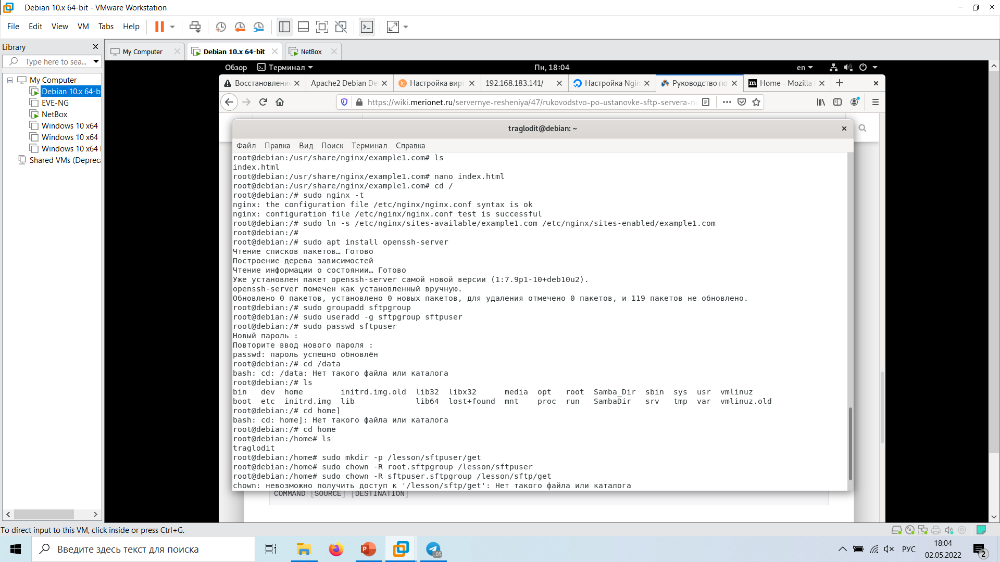 Debian 10.x 64-bit - VMware Workstation
File Edit View VM Tabs Help
Library
Type here to sea...
My Computer
Debian 10.x 64-b
EVE-NG
NetBox
Windows 10 x64
Windows 10 x64
Windows 10 x64
Shared VMs (Depreca
My Computer
Debian 10.x 64-bit
NetBox
Обзор Терминал Пн, 18:04 en
Восстановление
Apache2 Debian De
Настройка вирт
192.168.183.141/
Настройка Ngin
Руководство по
Home - Mozilla
https://wiki.merionet.ru/servernye-resheniya/47/rukovodstvo-po-ustanovke-sftp-servera-n
traglodit@debian: ~
Файл Правка Вид Поиск Терминал Справка
root@debian:/usr/share/nginx/example1.com# ls
index.html
root@debian:/usr/share/nginx/example1.com# nano index.html
root@debian:/usr/share/nginx/example1.com# cd /
root@debian:/# sudo nginx -t
nginx: the configuration file /etc/nginx/nginx.conf syntax is ok
nginx: configuration file /etc/nginx/nginx.conf test is successful
root@debian:/# sudo ln -s /etc/nginx/sites-available/example1.com /etc/nginx/sites-enabled/example1.com
root@debian:/#
root@debian:/# sudo apt install openssh-server
Чтение списков пакетов… Готово
Построение дерева зависимостей
Чтение информации о состоянии… Готово
Уже установлен пакет openssh-server самой новой версии (1:7.9p1-10+deb10u2).
openssh-server помечен как установленный вручную.
Обновлено 0 пакетов, установлено 0 новых пакетов, для удаления отмечено 0 пакетов, и 119 пакетов не обновлено.
root@debian:/# sudo groupadd sftpgroup
root@debian:/# sudo useradd -g sftpgroup sftpuser
root@debian:/# sudo passwd sftpuser
Новый пароль :
Повторите ввод нового пароля :
passwd: пароль успешно обновлён
root@debian:/# cd /data
bash: cd: /data: Нет такого файла или каталога
root@debian:/# ls
bin dev home initrd.img.old lib32 libx32 media opt root Samba_Dir sbin sys usr vmlinuz
boot etc initrd.img lib lib64 lost+found mnt proc run SambaDir srv tmp var vmlinuz.old
root@debian:/# cd home]
bash: cd: home]: Нет такого файла или каталога
root@debian:/# cd home
root@debian:/home# ls
traglodit
root@debian:/home# sudo mkdir -p /lesson/sftpuser/get
root@debian:/home# sudo chown -R root.sftpgroup /lesson/sftpuser
root@debian:/home# sudo chown -R sftpuser.sftpgroup /lesson/sftp/get
chown: невозможно получить доступ к '/lesson/sftp/get': Нет такого файла или каталога
COMMAND [SOURCE] [DESTINATION]
To direct input to this VM, click inside or press Ctrl+G.
Введите здесь текст для поиска
..05
РУС
18:04
02.05.2022
2